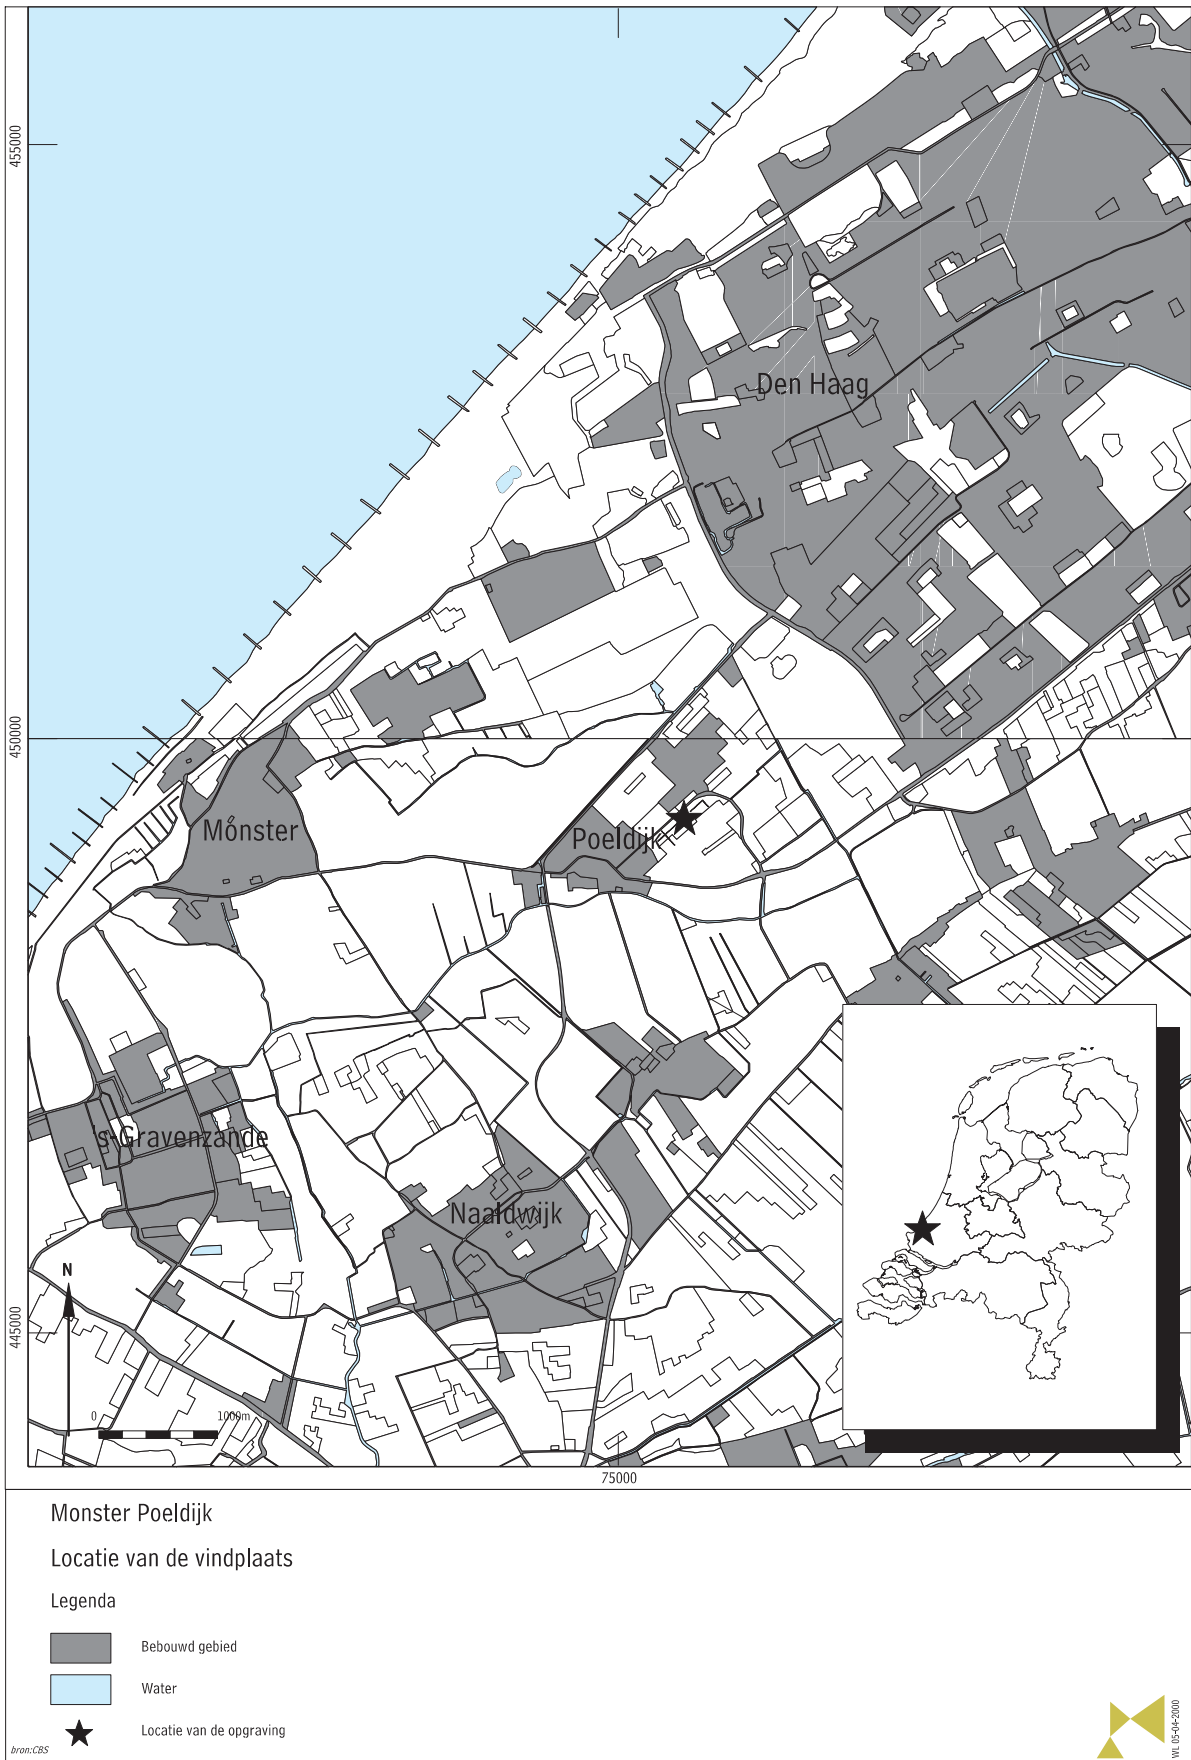 455000
Den Haag
450000
Monster
Poeldijk
's-Gravenzande
Naaldwijk
N
445000
0 1000m
75000
Monster Poeldijk
Locatie van de vindplaats
Legenda
Bebouwd gebied
Water
Locatie van de opgraving
bron:CBS
WL 05-04-2000